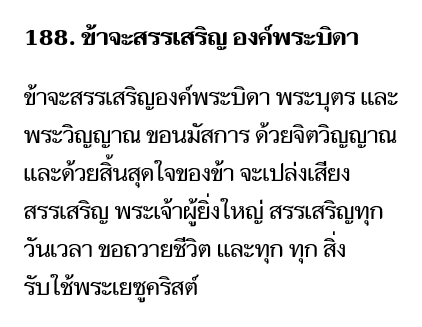 188. ข้าจะสรรเสริญ องค์พระบิดา
ข้าจะสรรเสริญองค์พระบิดา พระบุตร และ
พระวิญญาณ ขอนมัสการ ด้วยจิตวิญญาณ
และด้วยสิ้นสุดใจของข้า จะเปล่งเสียง
สรรเสริญ พระเจ้าผู้ยิ่งใหญ่ สรรเสริญทุก
วันเวลา ขอถวายชีวิต และทุก ทุก สิ่ง
รับใช้พระเยซูคริสต์